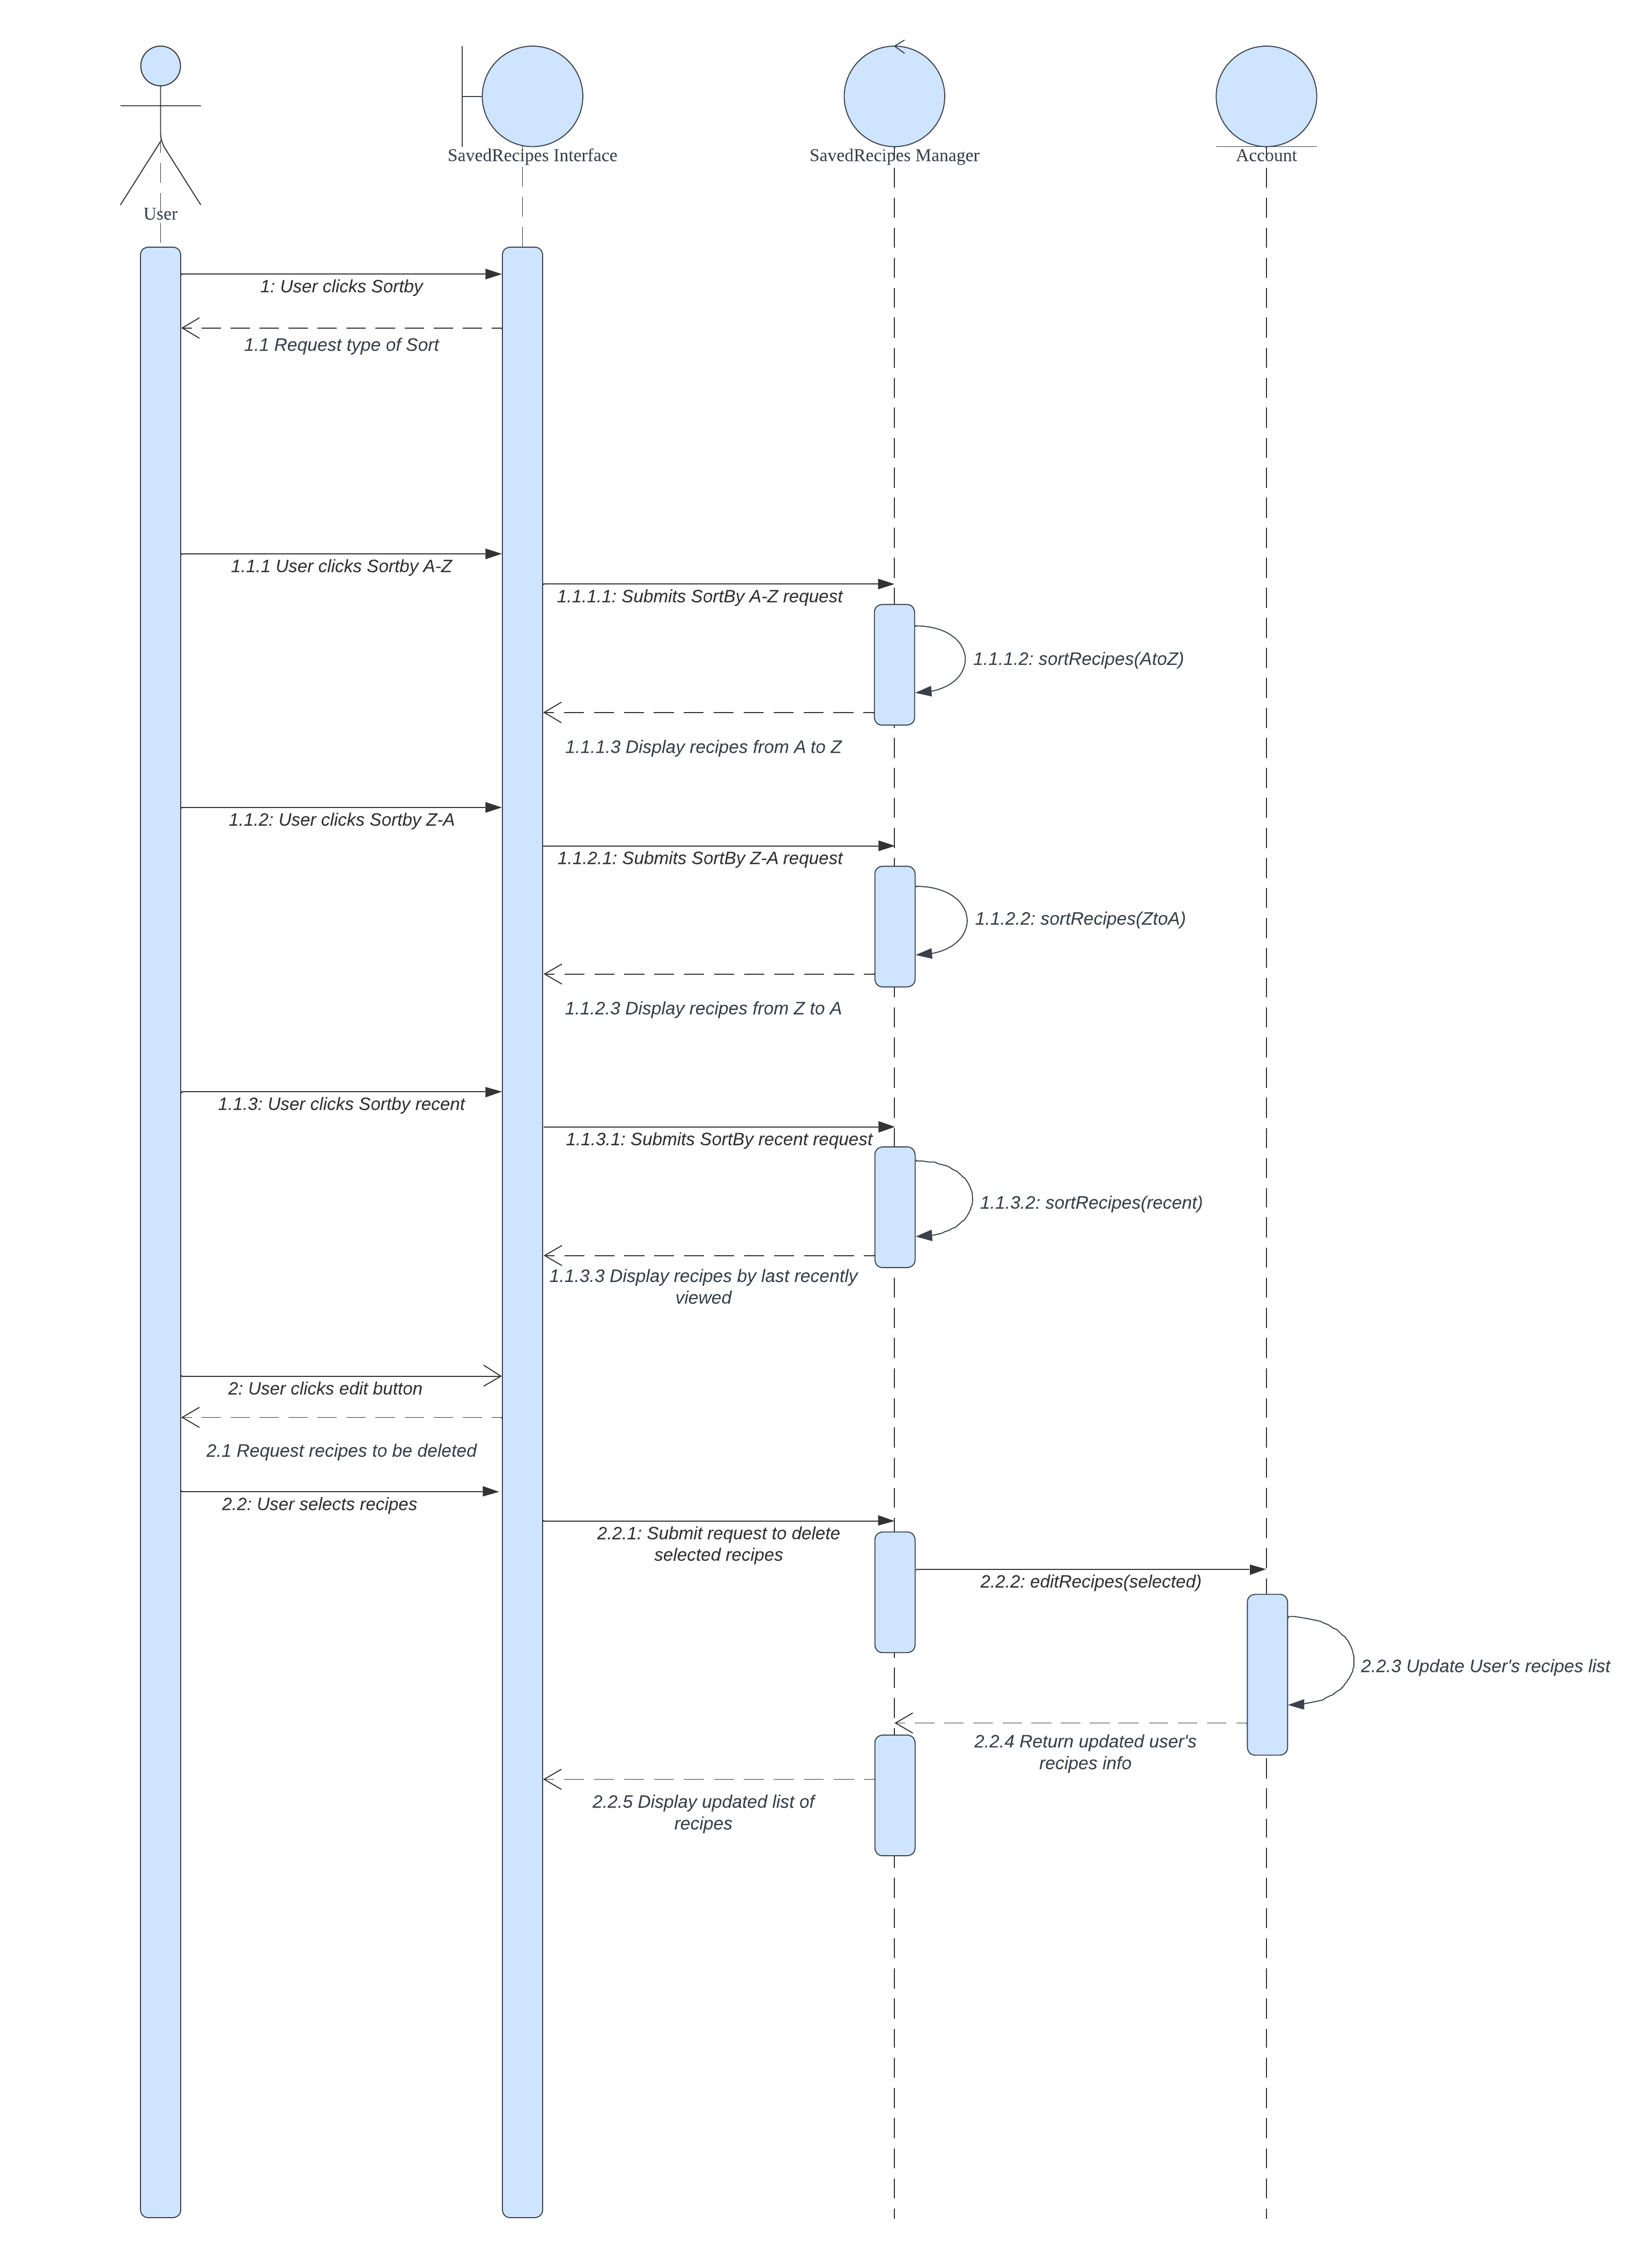 SavedRecipes Interface
SavedRecipes Manager
Account
User
1: User clicks Sortby
1.1 Request type of Sort
1.1.1 User clicks Sortby A-Z
1.1.1.1: Submits SortBy A-Z request
1.1.1.2: sortRecipes(AtoZ)
1.1.1.3 Display recipes from A to Z
1.1.2: User clicks Sortby Z-A
1.1.2.1: Submits SortBy Z-A request
1.1.2.2: sortRecipes(ZtoA)
1.1.2.3 Display recipes from Z to A
1.1.3: User clicks Sortby recent
1.1.3.1: Submits SortBy recent request
1.1.3.2: sortRecipes(recent)
1.1.3.3 Display recipes by last recently
viewed
2: User clicks edit button
2.1 Request recipes to be deleted
2.2: User selects recipes
2.2.1: Submit request to delete
selected recipes
2.2.2: editRecipes(selected)
2.2.3 Update User's recipes list
2.2.4 Return updated user's
recipes info
2.2.5 Display updated list of
recipes